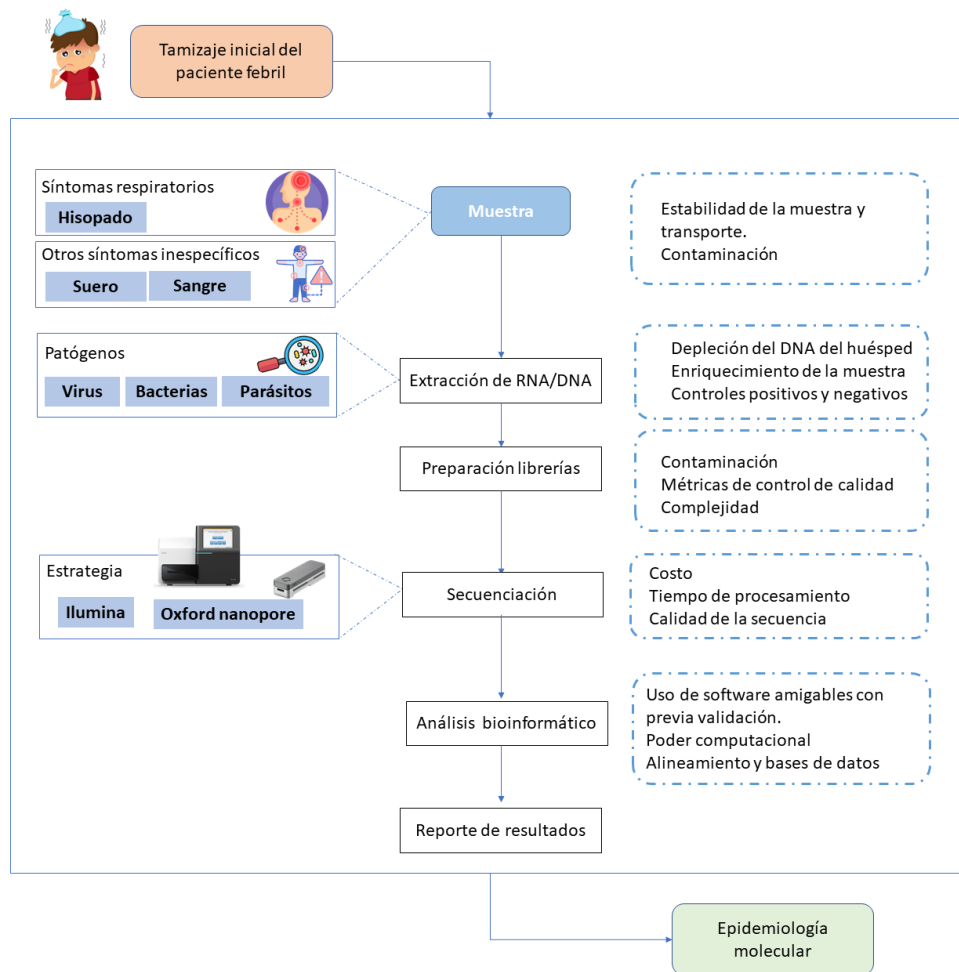 Tamizaje inicial del
paciente febril
Síntomas respiratorios
Hisopado
Otros síntomas inespecíficos
Suero
Sangre
Muestra
Estabilidad de la muestra y
transporte.
Contaminación
Patógenos
Virus
Bacterias
Parásitos
Extracción de RNA/DNA
Depleción del DNA del huésped
Enriquecimiento de la muestra
Controles positivos y negativos
Preparación librerías
Contaminación
Métricas de control de calidad
Complejidad
Estrategia
Ilumina
Oxford nanopore
Secuenciación
Costo
Tiempo de procesamiento
Calidad de la secuencia
Análisis bioinformático
Uso de software amigables con
previa validación.
Poder computacional
Alineamiento y bases de datos
Reporte de resultados
Epidemiología
molecular